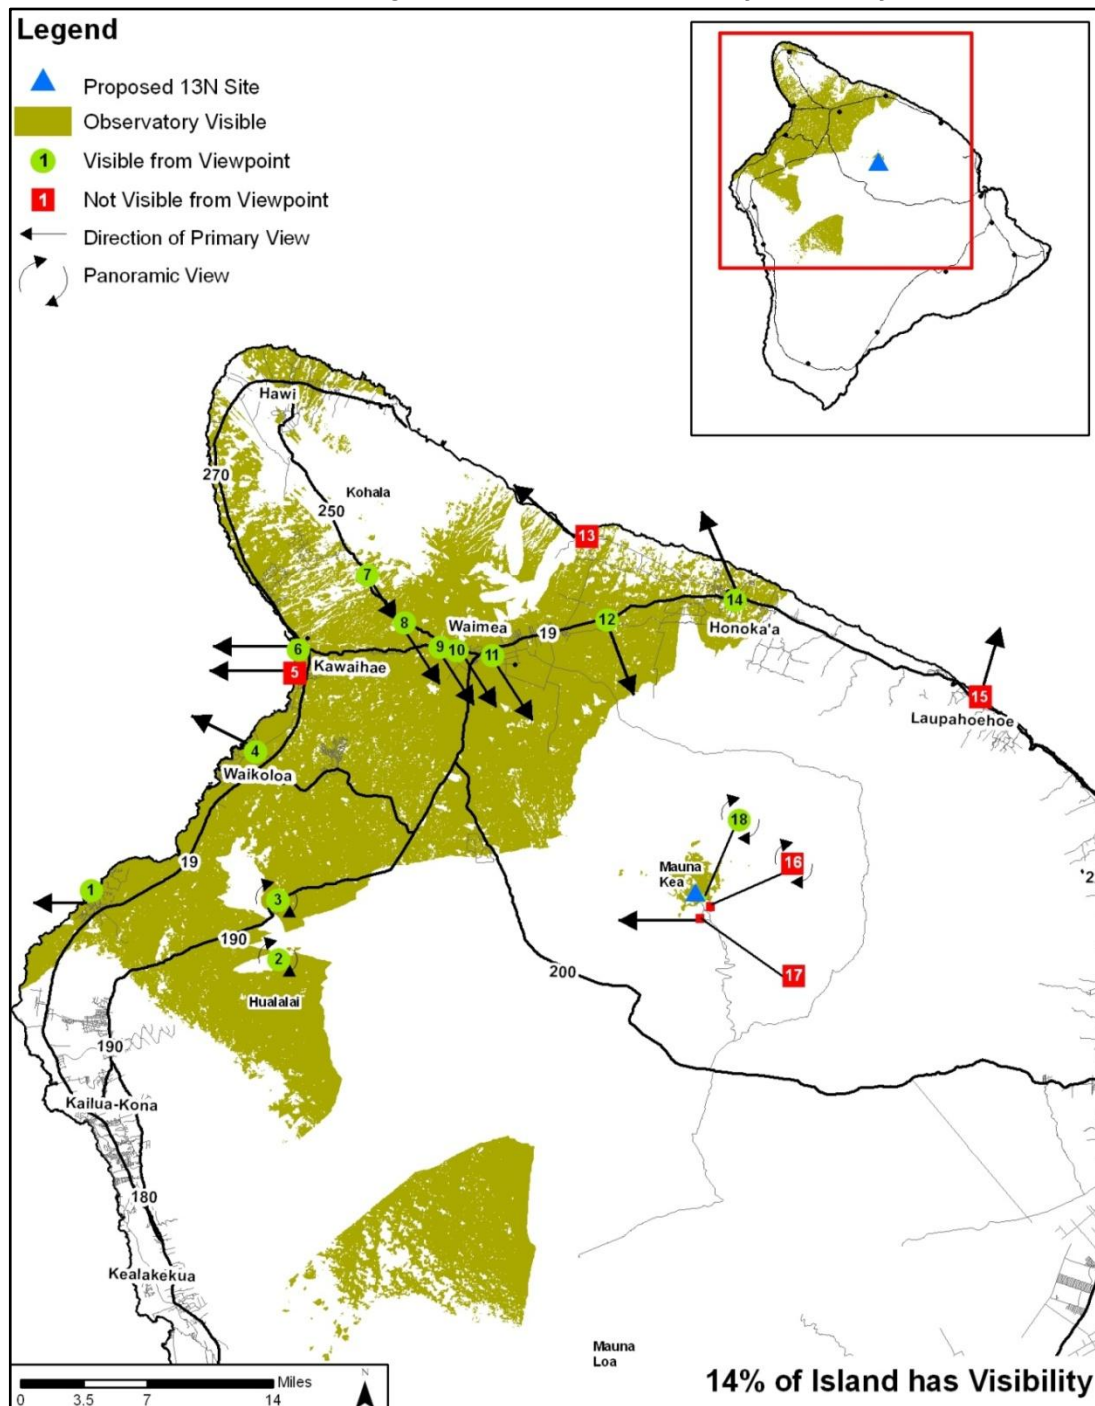 Legend
Proposed 13N Site
Observatory Visible
1 Visible from Viewpoint
1 Not Visible from Viewpoint
Direction of Primary View
Panoramic View
Hawi
270
Kohala
250
13
7
14
8
Waimea
12
19
Honoka'a
9
10
11
6
Kawaihae
5
15
Laupahoehoe
4
Waikoloa
18
19
16
Mauna
Kea
1
3
190
2
200
17
Hualalai
190
Kailua-Kona
180
Kealakekua
Mauna
Loa
14% of Island has Visibility
Miles
0 3.5 7 14
N